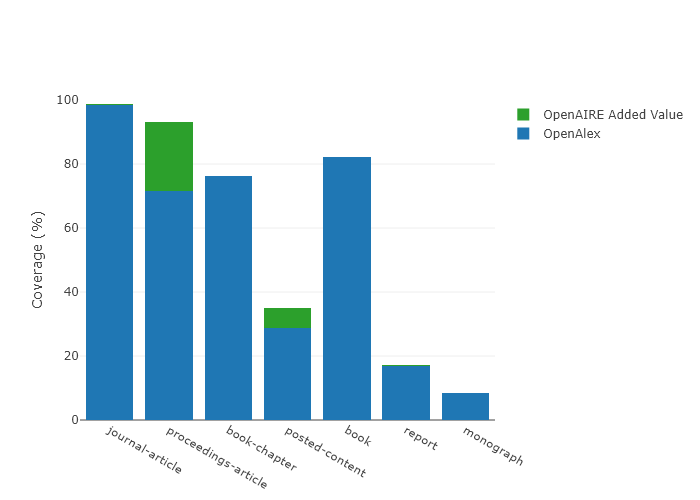 OpenAIRE Added Value
OpenAlex
Coverage (%)
100
80
60
40
20
0
journal-article
proceedings-article
book-chapter
posted-content
book
report
monograph